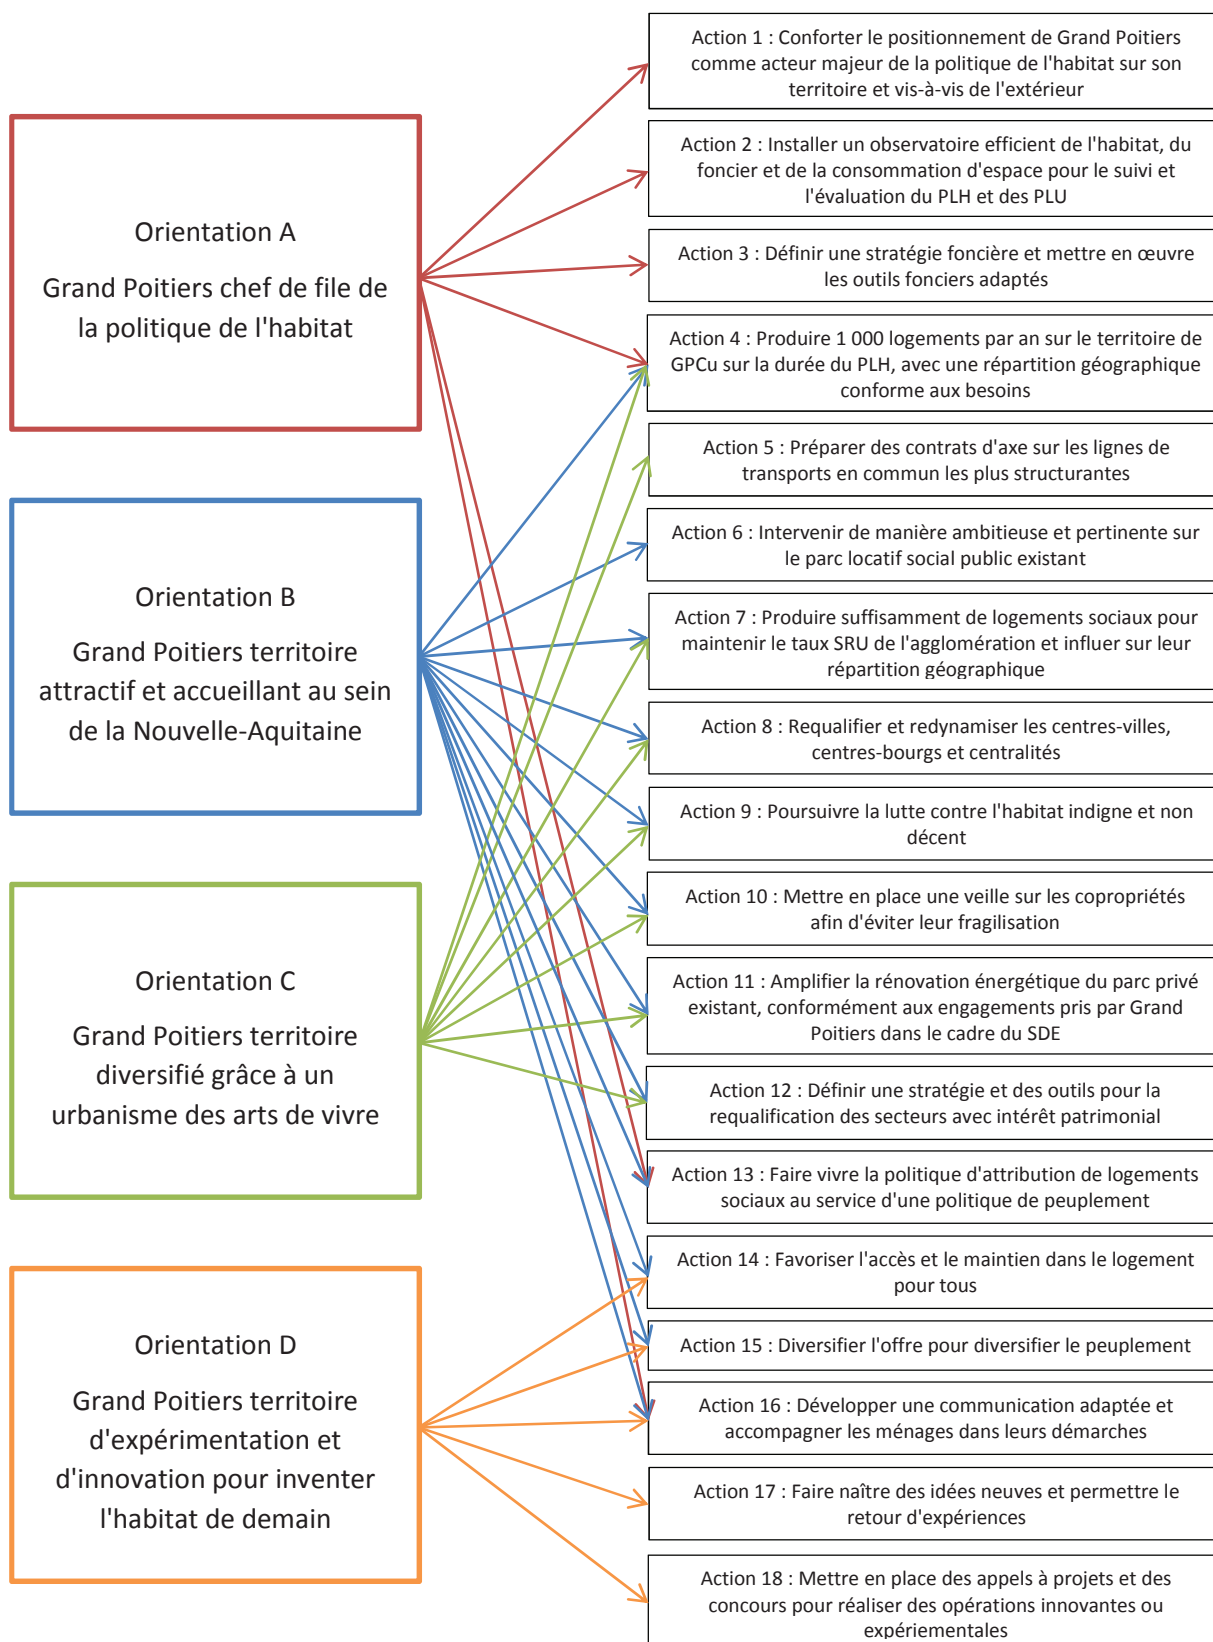 Orientation A
Grand Poitiers chef de file de
la politique de l'habitat
Orientation B
Grand Poitiers territoire
attractif et accueillant au sein
de la Nouvelle-Aquitaine
Orientation C
Grand Poitiers territoire
diversifié grâce à un
urbanisme des arts de vivre
Orientation D
Grand Poitiers territoire
d'expérimentation et
d'innovation pour inventer
l'habitat de demain
Action 1 : Conforter le positionnement de Grand Poitiers
comme acteur majeur de la politique de l'habitat sur son
territoire et vis-à-vis de l'extérieur
Action 2 : Installer un observatoire efficient de l'habitat, du
foncier et de la consommation d'espace pour le suivi et
l'évaluation du PLH et des PLU
Action 3 : Définir une stratégie foncière et mettre en œuvre
les outils fonciers adaptés
Action 4 : Produire 1 000 logements par an sur le territoire de
GPCu sur la durée du PLH, avec une répartition géographique
conforme aux besoins
Action 5 : Préparer des contrats d'axe sur les lignes de
transports en commun les plus structurantes
Action 6 : Intervenir de manière ambitieuse et pertinente sur
le parc locatif social public existant
Action 7 : Produire suffisamment de logements sociaux pour
maintenir le taux SRU de l'agglomération et influer sur leur
répartition géographique
Action 8 : Requalifier et redynamiser les centres-villes,
centres-bourgs et centralités
Action 9 : Poursuivre la lutte contre l'habitat indigne et non
décent
Action 10 : Mettre en place une veille sur les copropriétés
afin d'éviter leur fragilisation
Action 11 : Amplifier la rénovation énergétique du parc privé
existant, conformément aux engagements pris par Grand
Poitiers dans le cadre du SDE
Action 12 : Définir une stratégie et des outils pour la
requalification des secteurs avec intérêt patrimonial
Action 13 : Faire vivre la politique d'attribution de logements
sociaux au service d'une politique de peuplement
Action 14 : Favoriser l'accès et le maintien dans le logement
pour tous
Action 15 : Diversifier l'offre pour diversifier le peuplement
Action 16 : Développer une communication adaptée et
accompagner les ménages dans leurs démarches
Action 17 : Faire naître des idées neuves et permettre le
retour d'expériences
Action 18 : Mettre en place des appels à projets et des
concours pour réaliser des opérations innovantes ou
expériementales